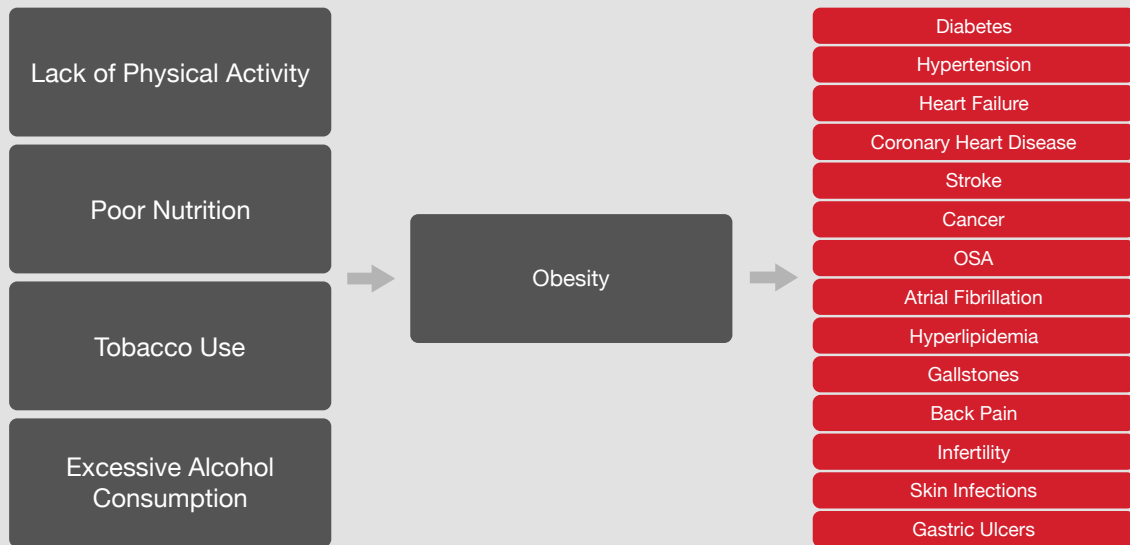 Lack of Physical Activity
Poor Nutrition
Tobacco Use
Excessive Alcohol
Consumption
Obesity
Diabetes
Hypertension
Heart Failure
Coronary Heart Disease
Stroke
Cancer
OSA
Atrial Fibrillation
Hyperlipidemia
Gallstones
Back Pain
Infertility
Skin Infections
Gastric Ulcers